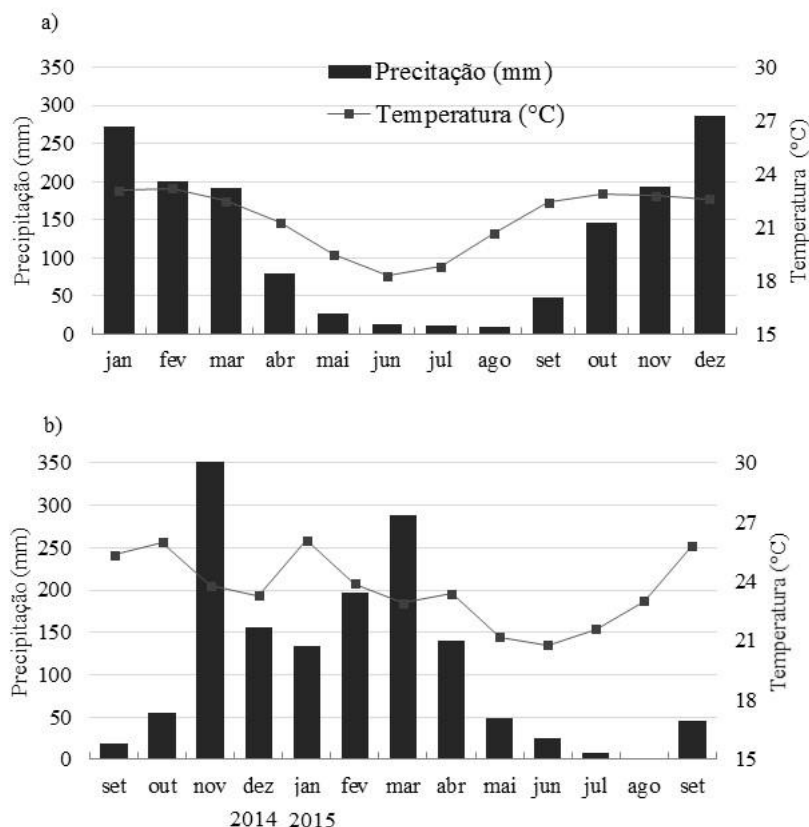 a)
Precitação (mm)
Temperatura (°C)
Precipitação (mm)
350
300
250
200
150
100
50
0
30
27
24
21
18
15
Temperatura (°C)
jan fev mar abr mai jun jul ago set out nov dez
b)
Precipitação (mm)
350
300
250
200
150
100
50
0
30
27
24
21
18
15
Temperatura (°C)
set out nov dez jan fev mar abr mai jun jul ago set
2014 2015